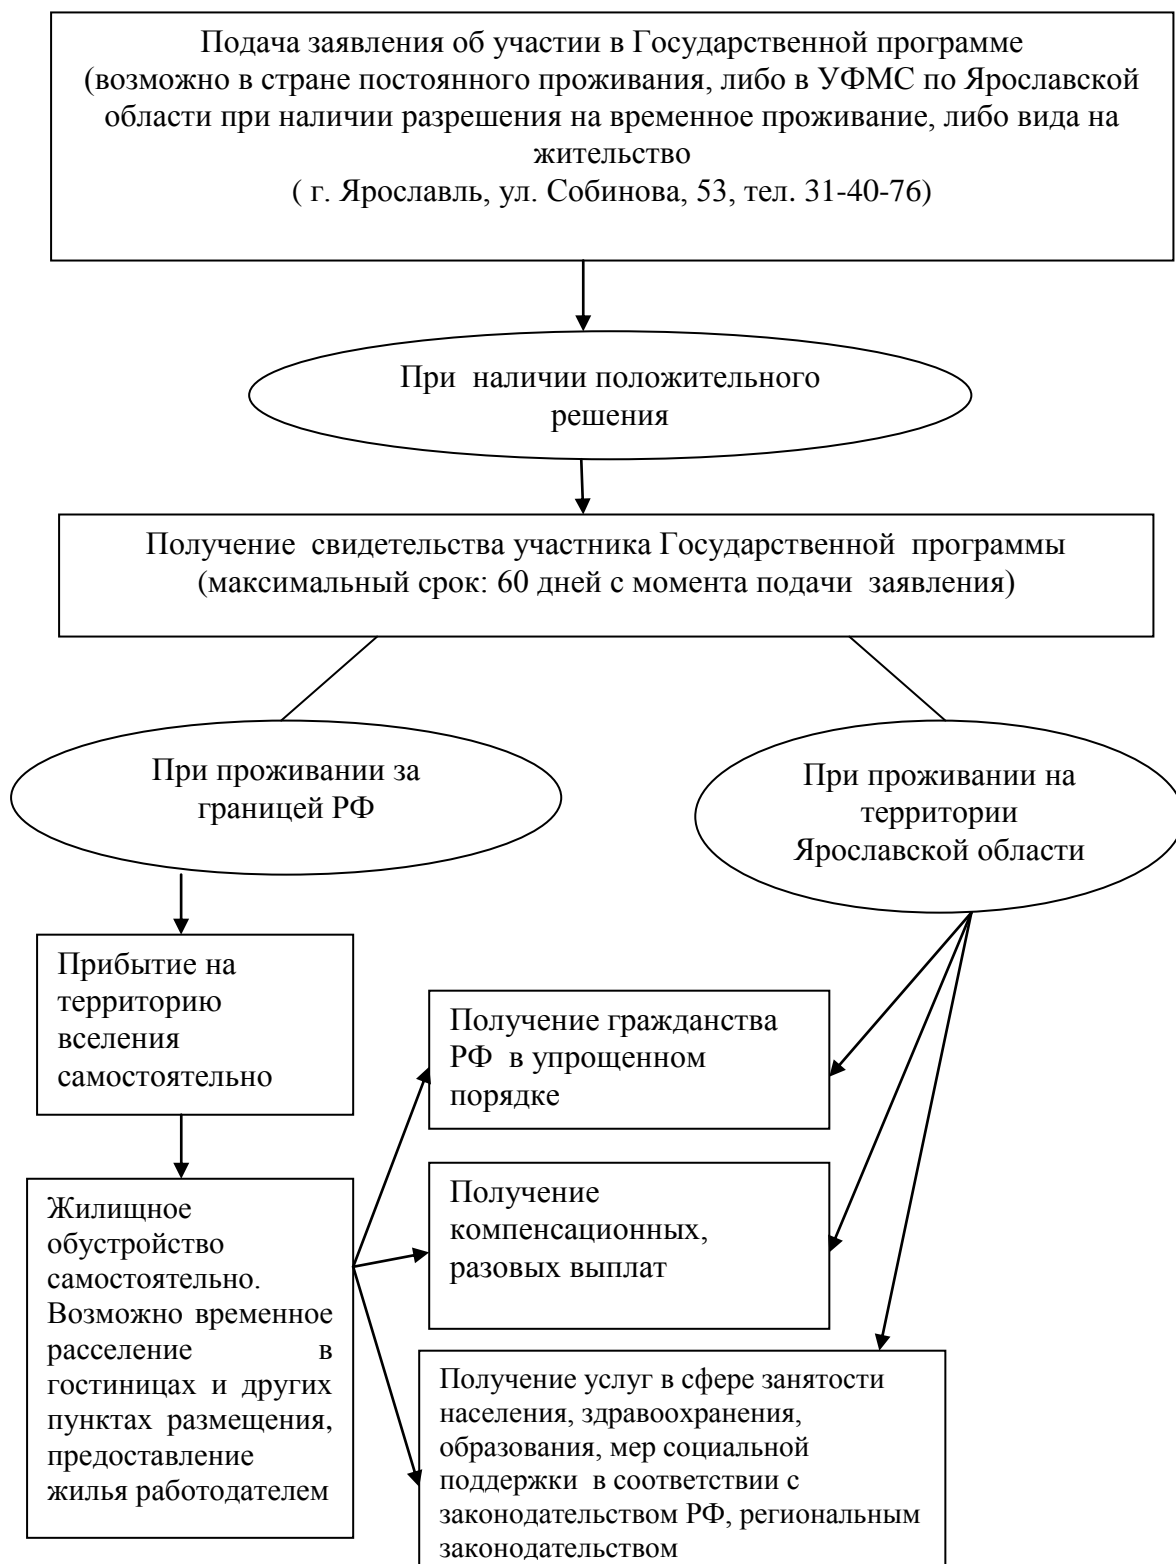 Подача заявления об участии в Государственной программе
(возможно в стране постоянного проживания, либо в УФМС по Ярославской
области при наличии разрешения на временное проживание, либо вида на
жительство
( г. Ярославль, ул. Собинова, 53, тел. 31-40-76)
При наличии положительного
решения
Получение свидетельства участника Государственной программы
(максимальный срок: 60 дней с момента подачи заявления)
При проживании за
границей РФ
При проживании на
территории
Ярославской области
Прибытие на
территорию
вселения
самостоятельно
Получение гражданства
РФ в упрощенном
порядке
Получение
компенсационных,
разовых выплат
Жилищное
обустройство
самостоятельно.
Возможно временное
расселение в
гостиницах и других
пунктах размещения,
предоставление
жилья работодателем
Получение услуг в сфере занятости
населения, здравоохранения,
образования, мер социальной
поддержки в соответствии с
законодательством РФ, региональным
законодательством